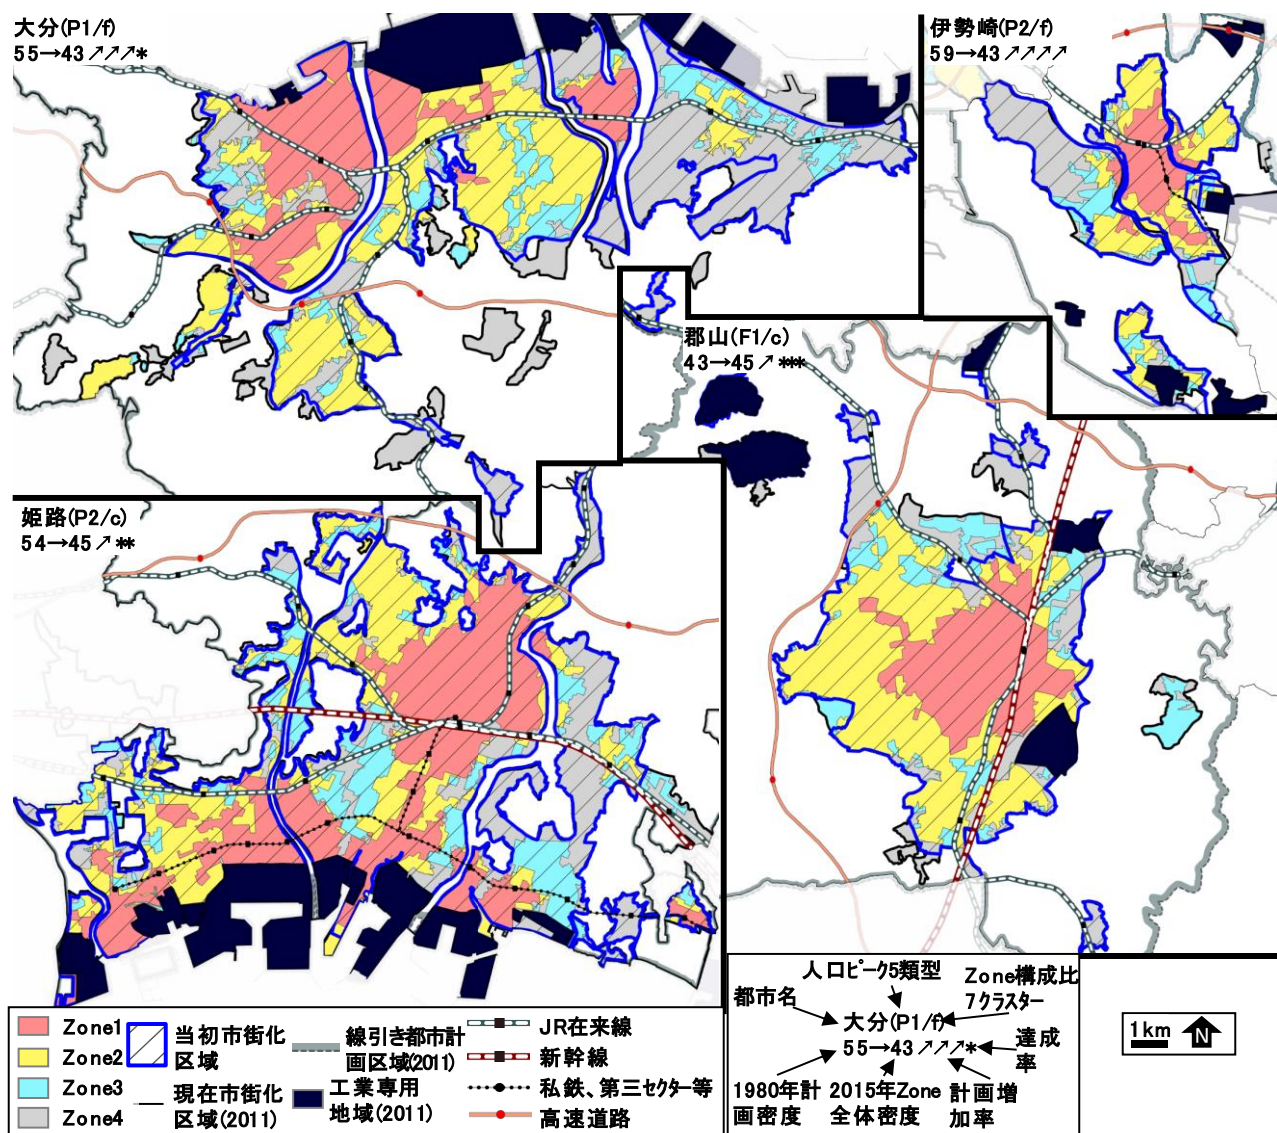 大分(P1/f)
55→43↗↗↗*
伊勢崎(P2/f)
59→43↗↗↗↗
郡山(F1/c)
43→45↗***
姫路(P2/c)
54→45↗**
Zone1
Zone2
Zone3
Zone4
当初市街化
区域
現在市街化
区域(2011)
線引き都市計
画区域(2011)
工業専用
地域(2011)
JR在来線
新幹線
私鉄、第三セクター等
高速道路
人口ピーク5類型
都市名
Zone構成比
7クラスター
大分(P1/f)
55→43↗↗↗*
達成
率
1980年計
画密度
2015年Zone
全体密度
計画増
加率
1km
N